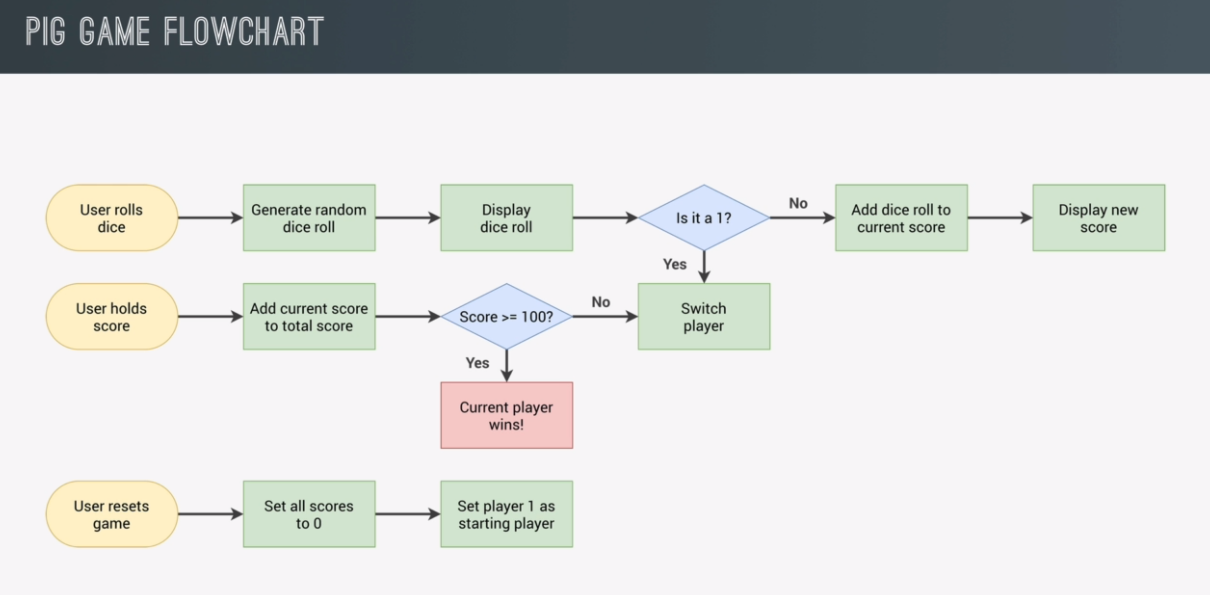 PIG GAME FLOWCHART
User rolls
dice
Generate random
dice roll
Display
dice roll
Is it a 1?
No
Add dice roll to
current score
Display new
score
Yes
User holds
score
Add current score
to total score
Score >= 100?
No
Switch
player
Yes
Current player
wins!
User resets
game
Set all scores
to 0
Set player 1 as
starting player